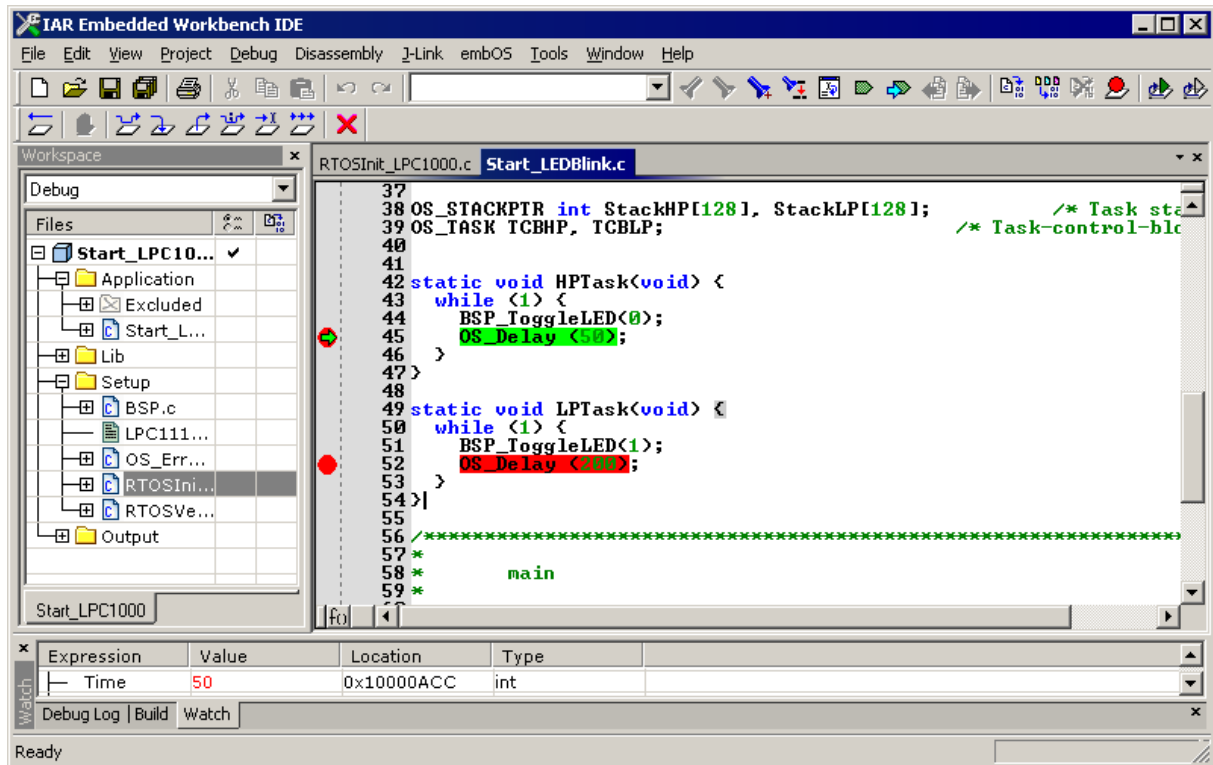 IAR Embedded Workbench IDE
File Edit View Project Debug Disassembly J-Link embOS Tools Window Help
Workspace
Debug
Files
Start_LPC10...
Application
Excluded
Start_L...
Lib
Setup
BSP.c
LPC111...
OS_Err...
RTOSIni...
RTOSVe...
Output
Start_LPC1000
RTOSInit_LPC1000.c Start_LEDBlink.c
37
38 OS_STACKPTR int StackHP[128], StackLP[128]; /* Task sta
39 OS_TASK TCBHP, TCBLP; /* Task-control-blo
40
41
42 static void HPTask(void) {
43 while (1) {
44 BSP_ToggleLED(0);
45 OS_Delay (50);
46 }
47 }
48
49 static void LPTask(void) {
50 while (1) {
51 BSP_ToggleLED(1);
52 OS_Delay (200);
53 }
54 }
55
56 /*********************************************************************
57 *
58 * main
59 *
Expression Value Location Type
Time 50 0x10000ACC int
Watch
Debug Log | Build Watch
Ready